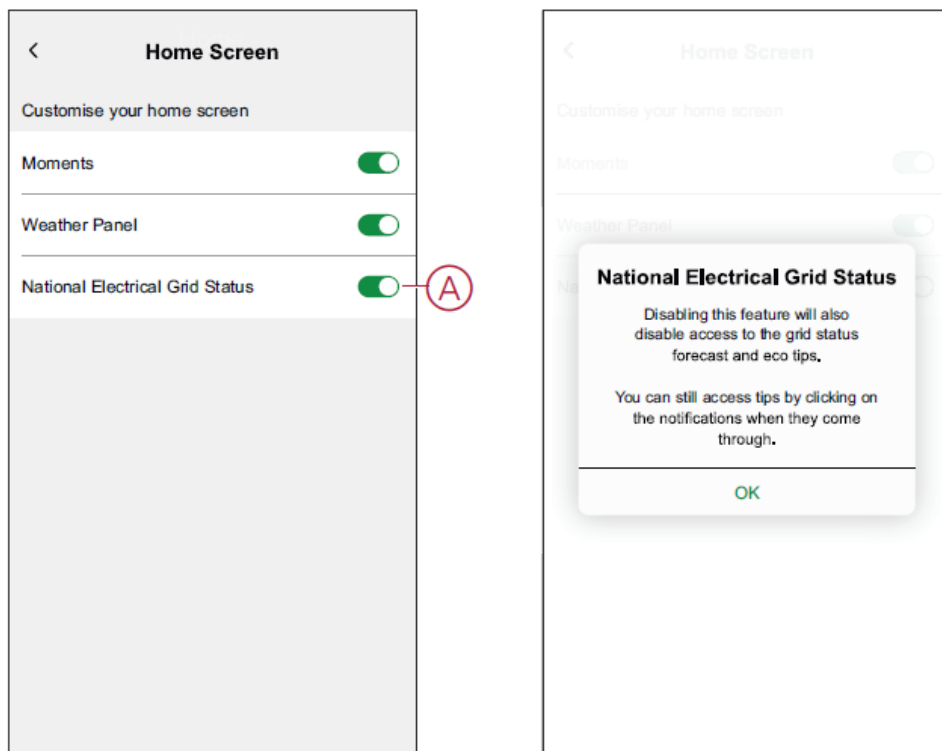 Home Screen
Customise your home screen
Moments
Weather Panel
National Electrical Grid Status
A
Home Screen
Customise your home screen
Moments
Weather Panel
Na
National Electrical Grid Status
Disabling this feature will also
disable access to the grid status
forecast and eco tips.
You can still access tips by clicking on
the notifications when they come
through.
OK